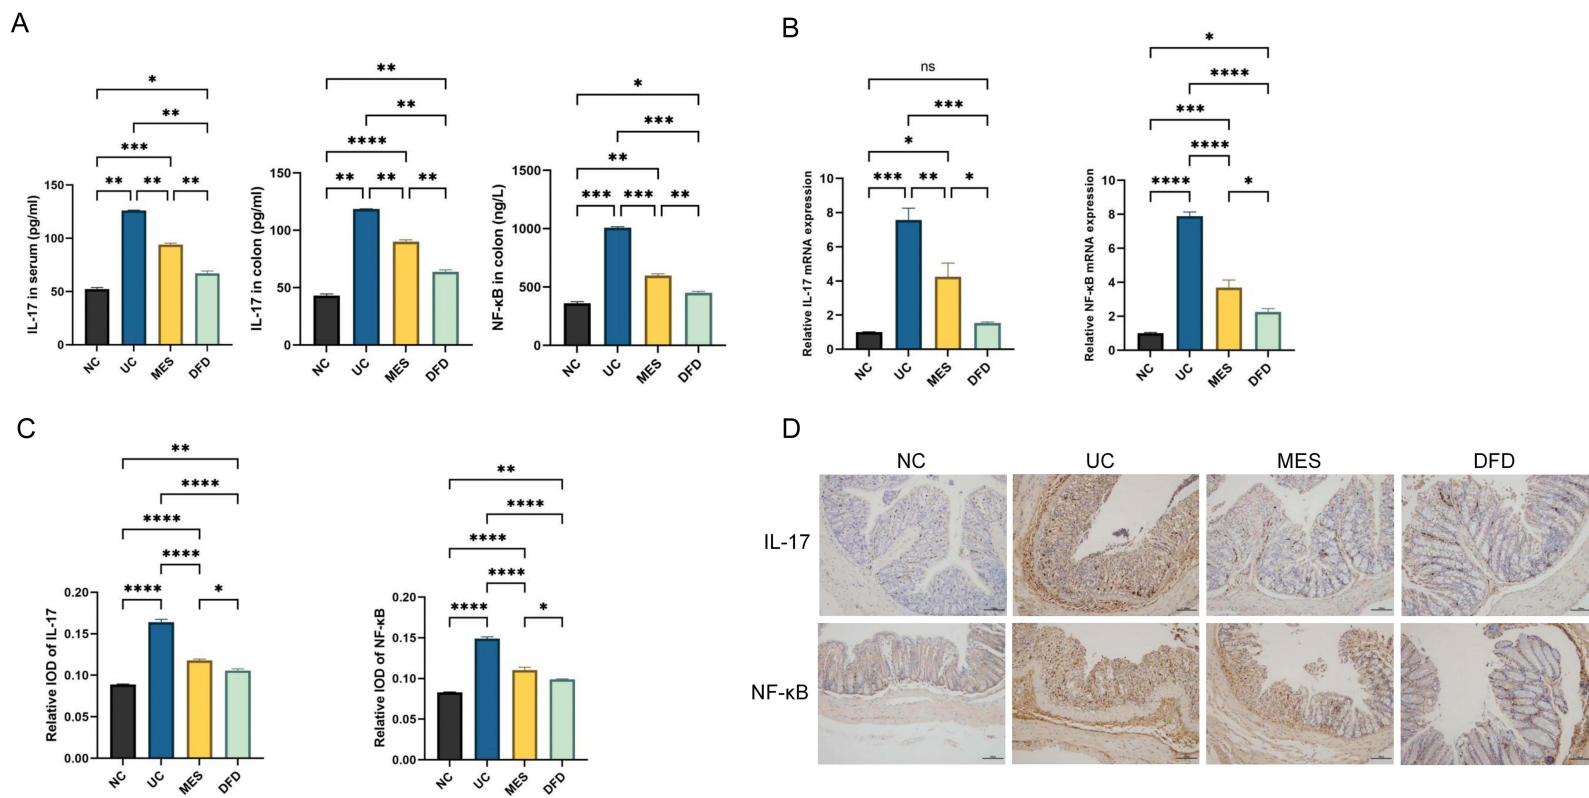 A
*
**
***
** ** **
IL-17 in serum (pg/ml)
150
100
50
0
NC UC MES DFD
**
**
****
** ** **
IL-17 in colon (pg/ml)
150
100
50
0
NC UC MES DFD
*
***
**
*** *** **
NF-κB in colon (ng/L)
1500
1000
500
0
NC UC MES DFD
B
ns
***
*
*** ** *
Relative IL-17 mRNA expression
10
8
6
4
2
0
NC UC MES DFD
*
****
***
****
**** *
Relative NF-κB mRNA expression
10
8
6
4
2
0
NC UC MES DFD
C
**
****
****
****
**** *
Relative IOD of IL-17
0.20
0.15
0.10
0.05
0.00
NC UC MES DFD
**
****
****
****
**** *
Relative IOD of NF-κB
0.20
0.15
0.10
0.05
0.00
NC UC MES DFD
D
NC UC MES DFD
IL-17
NF-κB